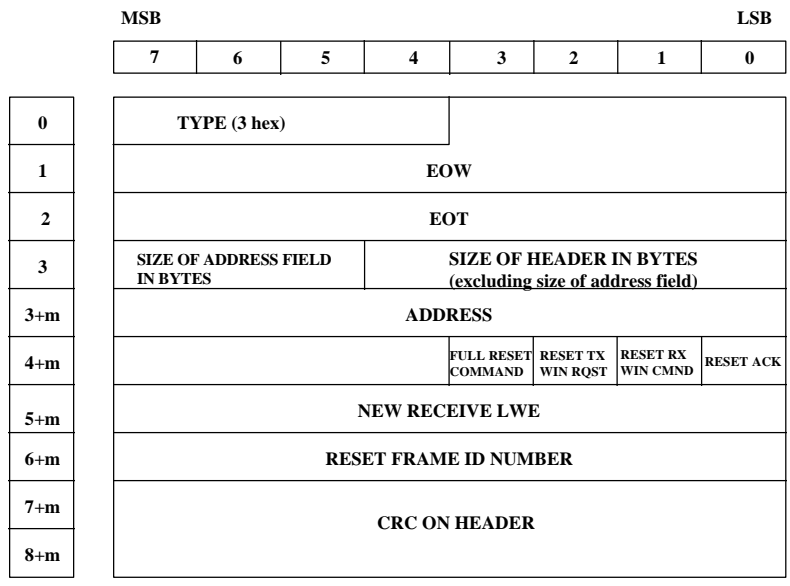 MSB LSB
7 6 5 4 3 2 1 0
0 TYPE (3 hex)
1 EOW
2 EOT
3 SIZE OF ADDRESS FIELD IN BYTES SIZE OF HEADER IN BYTES (excluding size of address field)
3+m ADDRESS
4+m FULL RESET COMMAND RESET TX WIN RQST RESET RX WIN CMND RESET ACK
5+m NEW RECEIVE LWE
6+m RESET FRAME ID NUMBER
7+m CRC ON HEADER
8+m